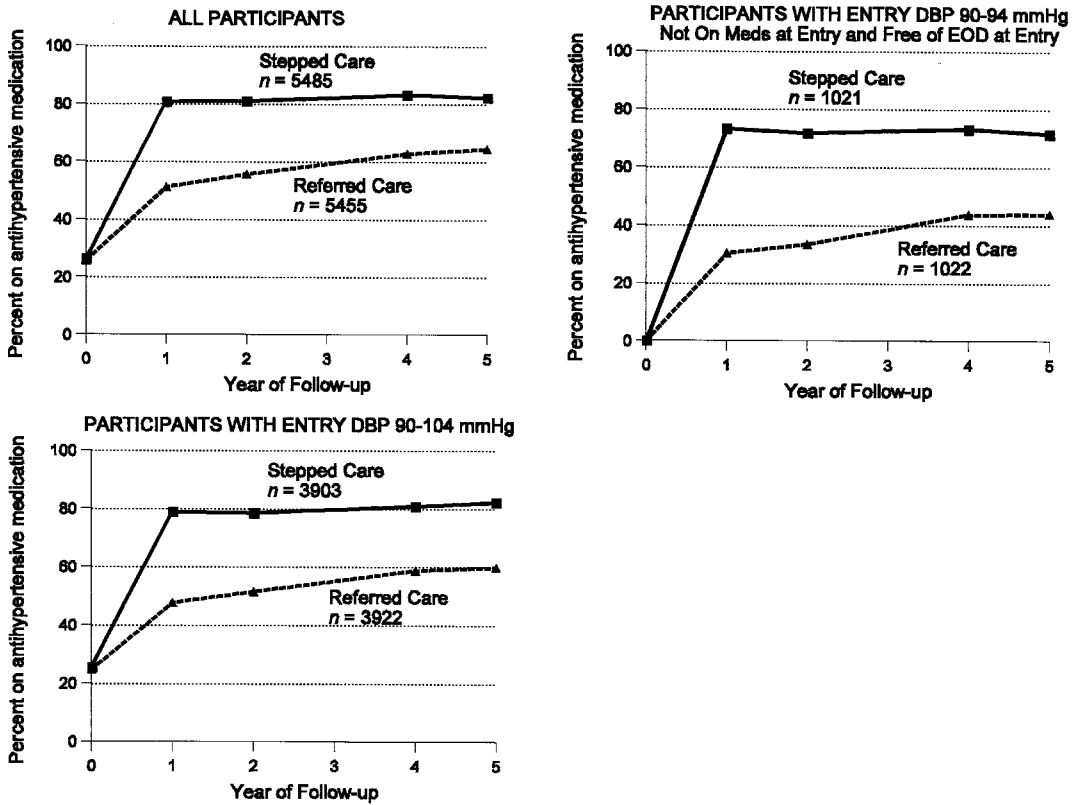 ALL PARTICIPANTS
Percent on antihypertensive medication
100
80
60
40
20
0
Stepped Care
n = 5485
Referred Care
n = 5455
0 1 2 3 4 5
Year of Follow-up
PARTICIPANTS WITH ENTRY DBP 90-94 mmHg
Not On Meds at Entry and Free of EOD at Entry
Percent on antihypertensive medication
100
80
60
40
20
0
Stepped Care
n = 1021
Referred Care
n = 1022
0 1 2 3 4 5
Year of Follow-up
PARTICIPANTS WITH ENTRY DBP 90-104 mmHg
Percent on antihypertensive medication
100
80
60
40
20
0
Stepped Care
n = 3903
Referred Care
n = 3922
0 1 2 3 4 5
Year of Follow-up